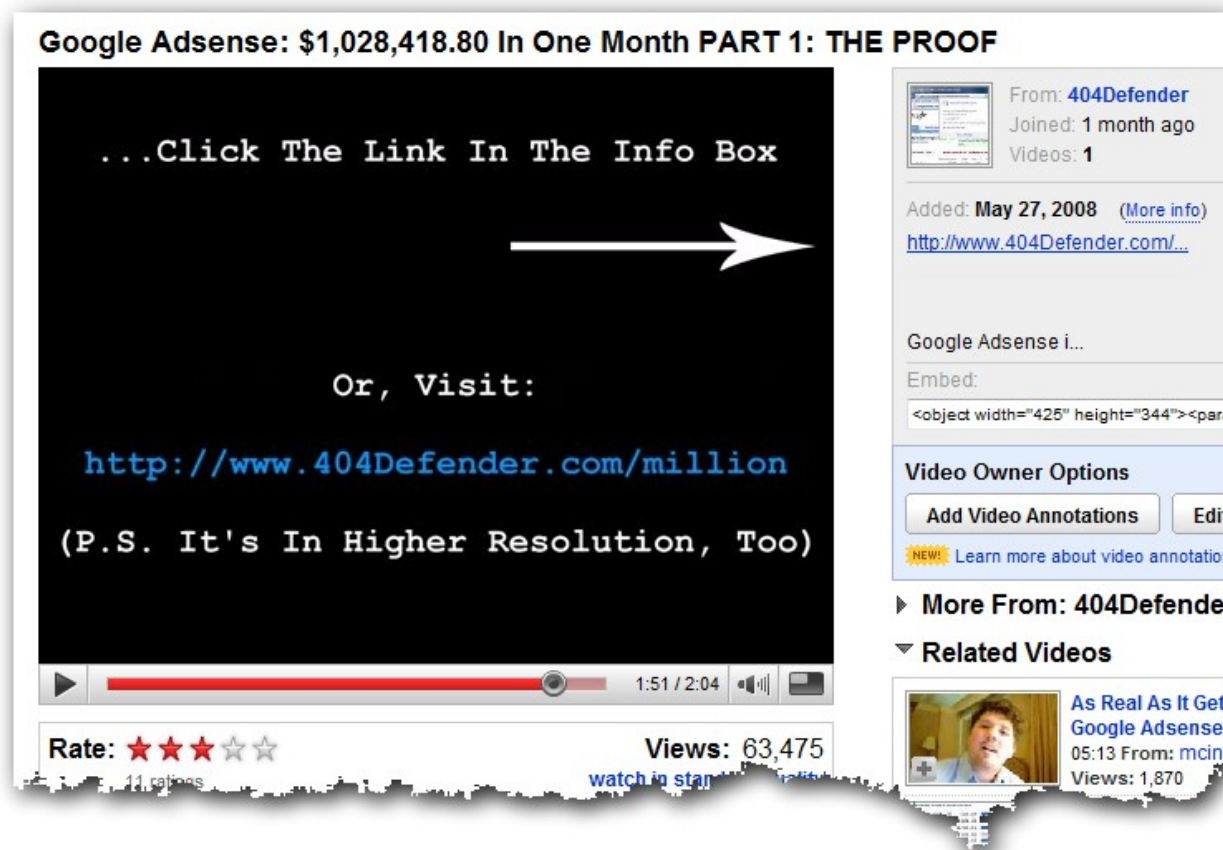 Google Adsense: $1,028,418.80 In One Month PART 1: THE PROOF
...Click The Link In The Info Box
Or, Visit:
http://www.404Defender.com/million
(P.S. It's In Higher Resolution, Too)
1:51 / 2:04
Rate:
11 ratings
Views: 63,475
watch in
From: 404Defender
Joined: 1 month ago
Videos: 1
Added: May 27, 2008 (More info)
http://www.404Defender.com/...
Google Adsense i...
Embed:
<object width="425" height="344"><par
Video Owner Options
Add Video Annotations
Edi
NEW! Learn more about video annotatio
More From: 404Defende
Related Videos
As Real As It Get
Google Adsense
05:13 From: mcin
Views: 1,870